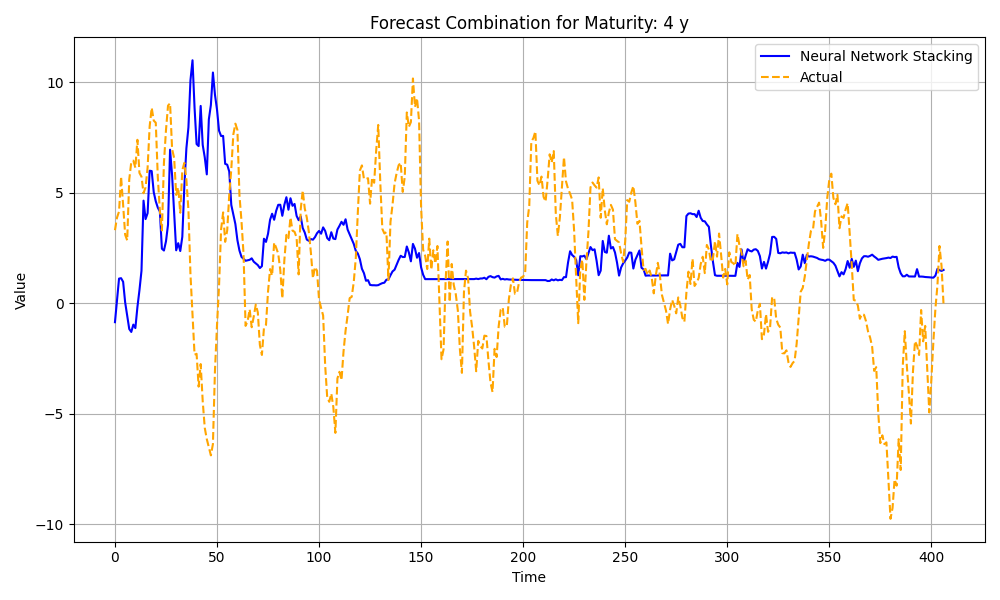 Forecast Combination for Maturity: 4 y
Neural Network Stacking
Actual
Value
10
5
0
−5
−10
0 50 100 150 200 250 300 350 400
Time